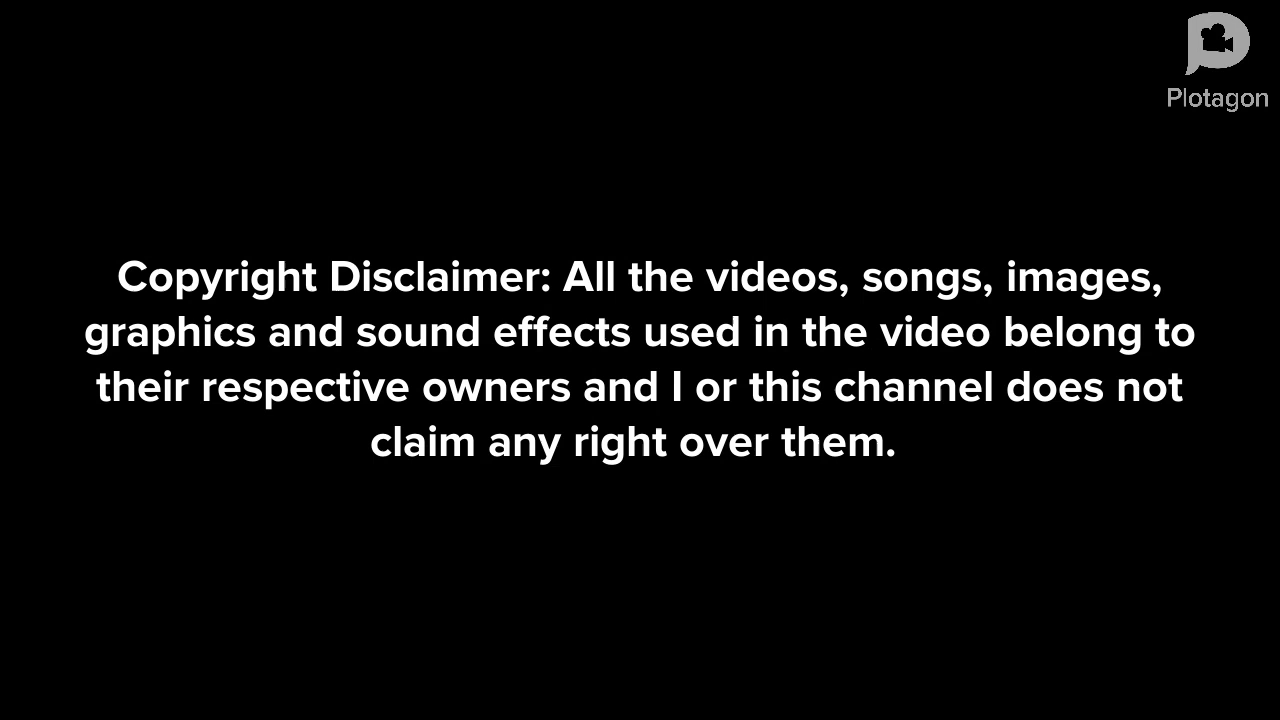 Plotagon
Copyright Disclaimer: All the videos, songs, images,
graphics and sound effects used in the video belong to
their respective owners and I or this channel does not
claim any right over them.